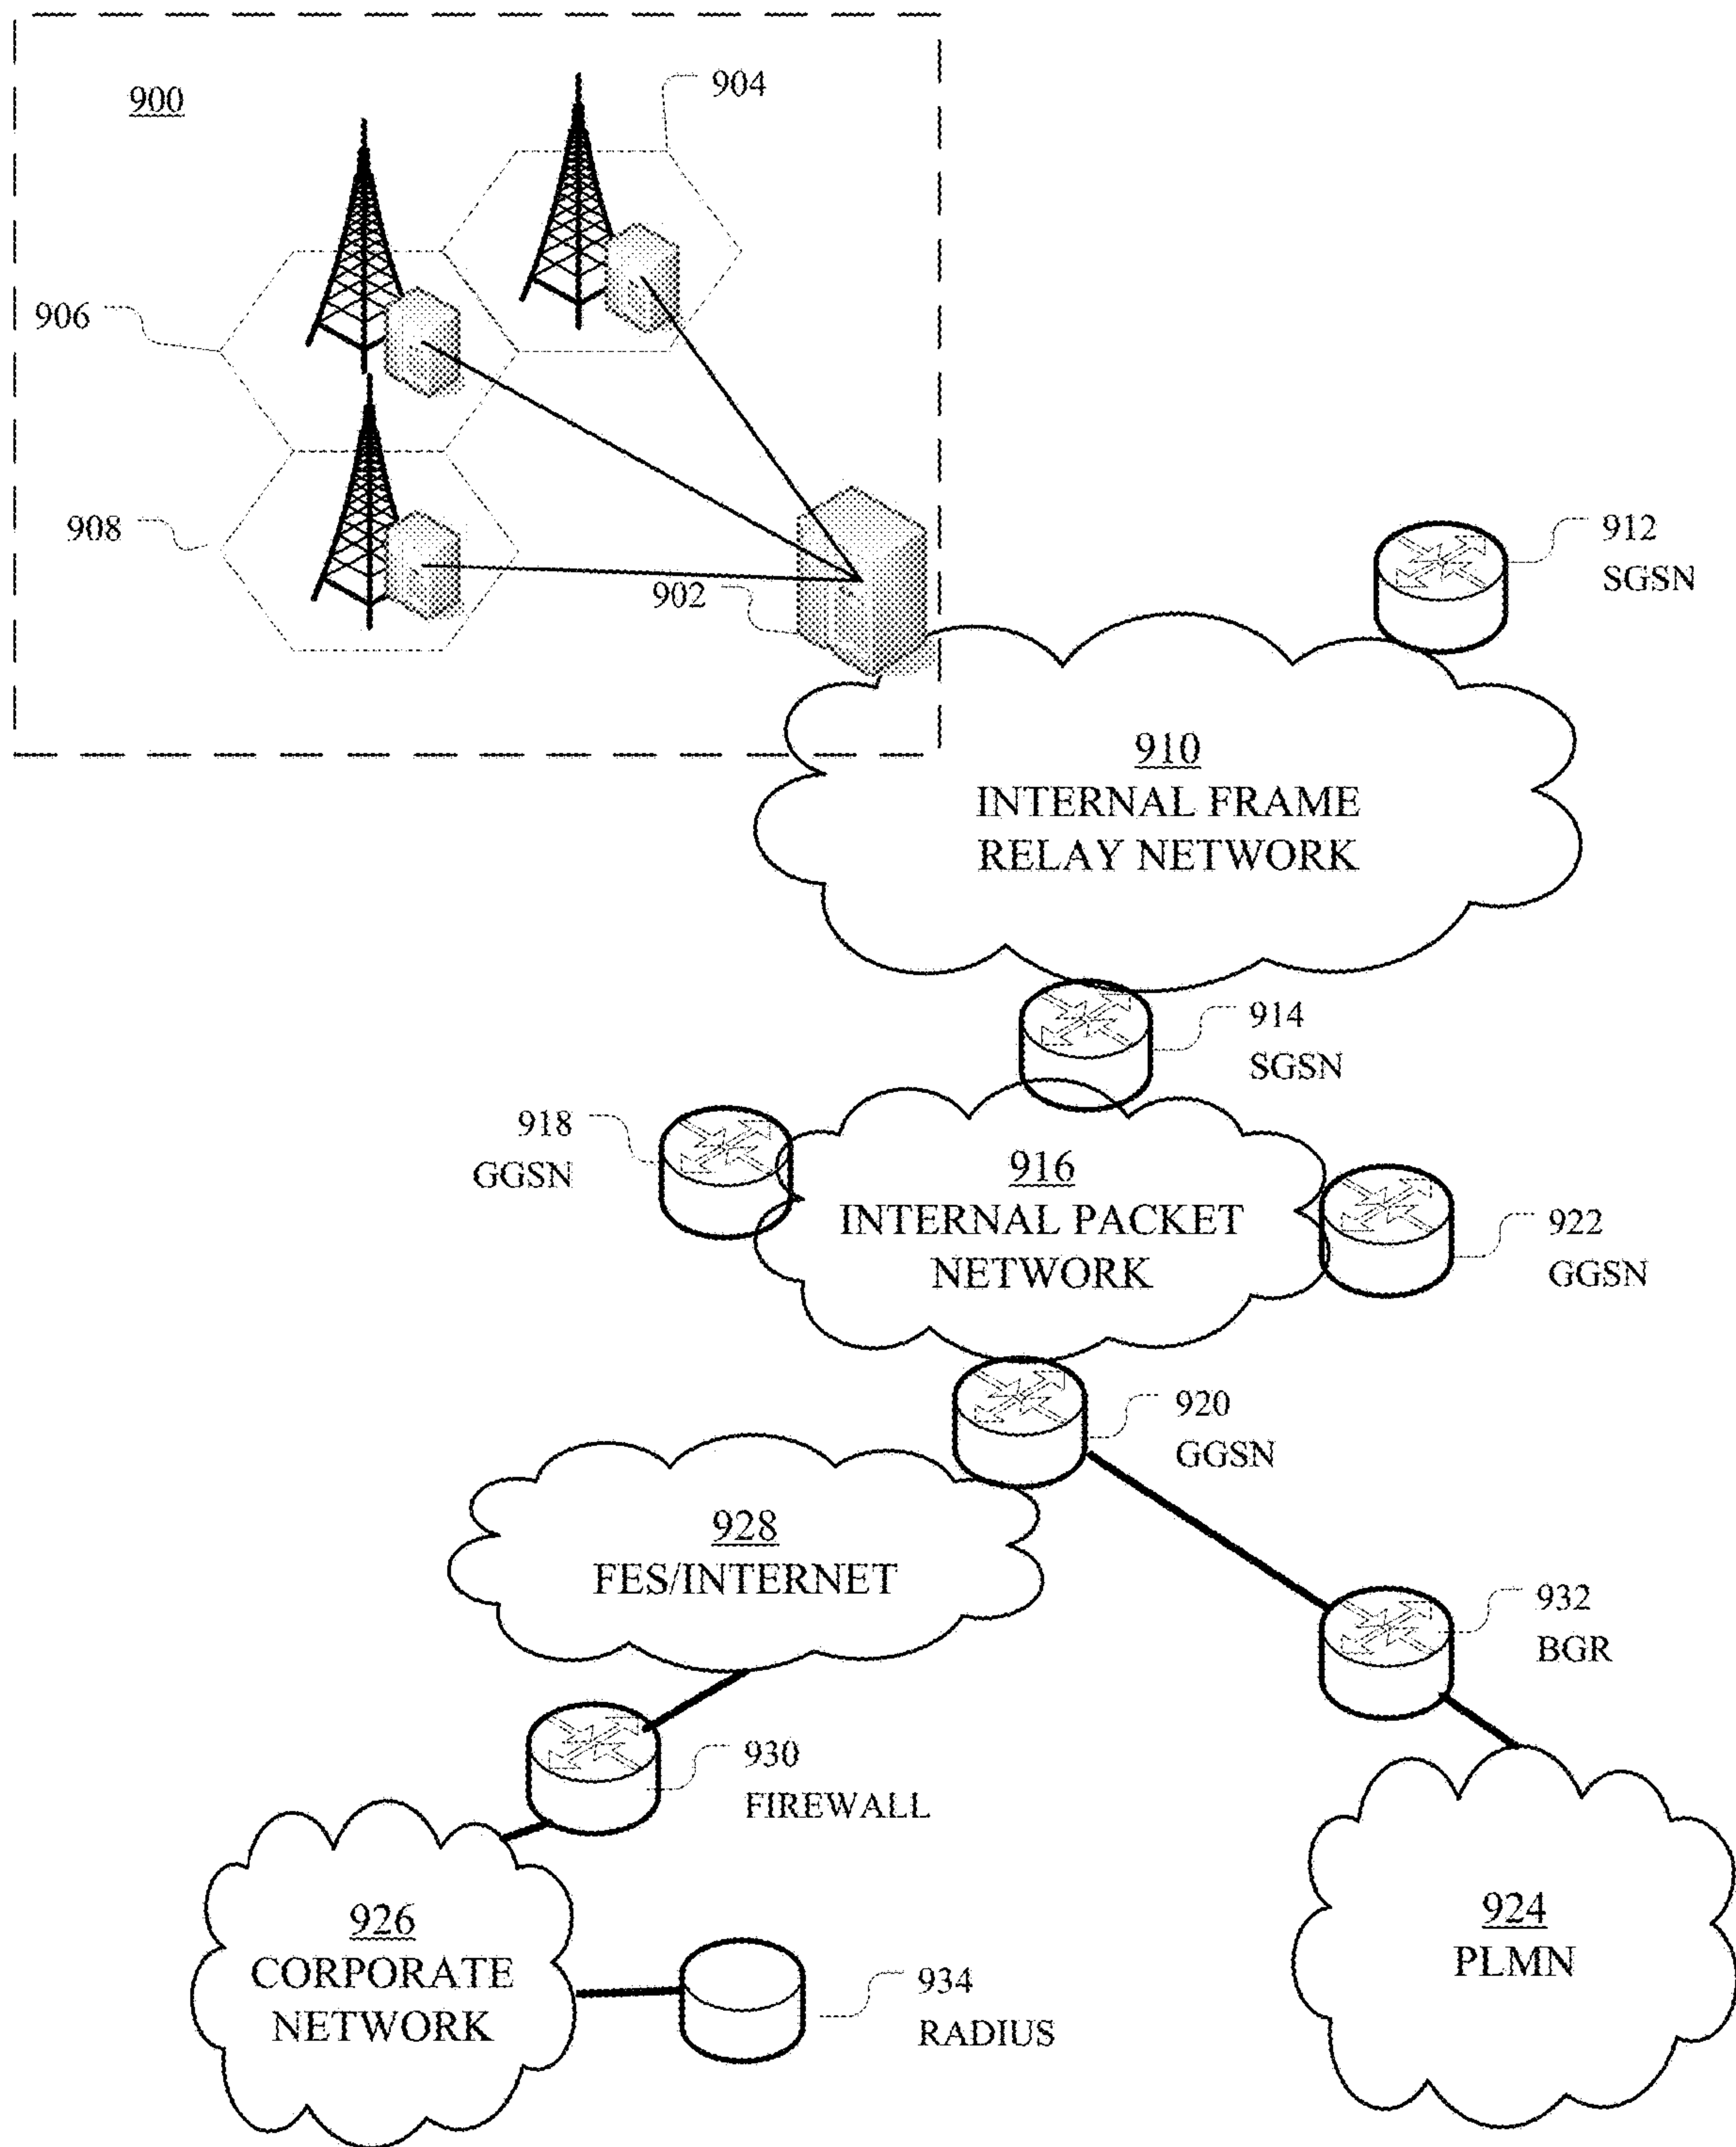 900
904
906
908
902
912
SGSN
910
INTERNAL FRAME
RELAY NETWORK
914
SGSN
918
GGSN
916
INTERNAL PACKET
NETWORK
922
GGSN
920
GGSN
928
FES/INTERNET
932
BGR
930
FIREWALL
926
CORPORATE
NETWORK
924
PLMN
934
RADIUS